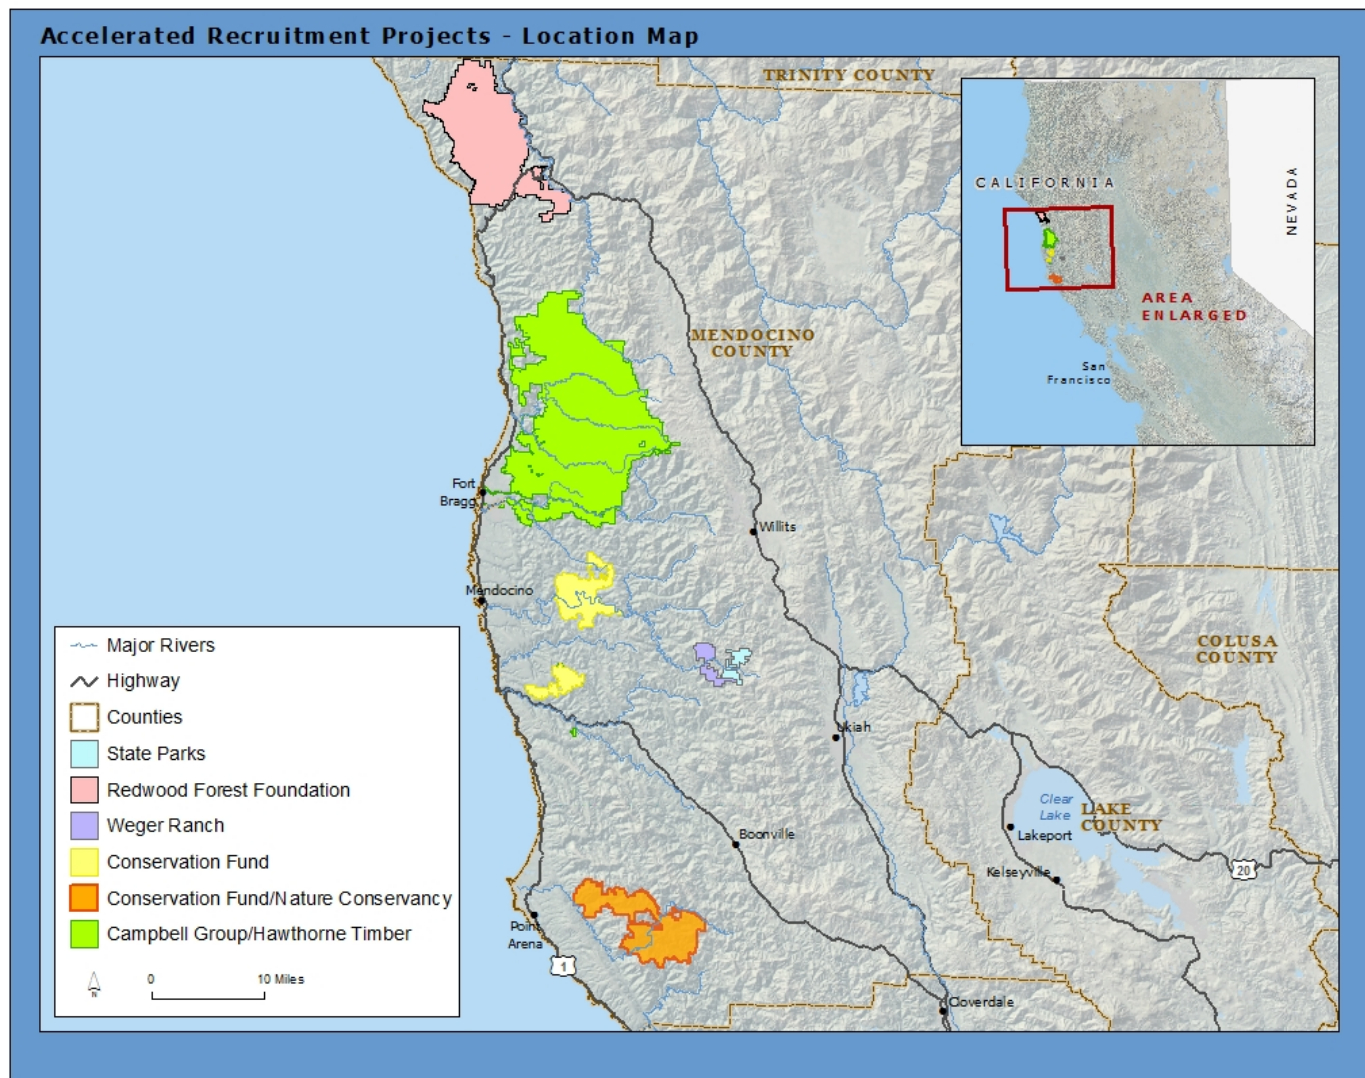 Accelerated Recruitment Projects - Location Map
TRINITY COUNTY
CALIFORNIA
NEVADA
AREA
ENLARGED
San
Francisco
MENDOCINO
COUNTY
Fort
Bragg
Willits
Mendocino
COLUSA
COUNTY
Ukiah
Clear
Lake
LAKE
COUNTY
Lakeport
Boonville
Kelseyville
20
Point
Arena
1
Cloverdale
Major Rivers
Highway
Counties
State Parks
Redwood Forest Foundation
Weger Ranch
Conservation Fund
Conservation Fund/Nature Conservancy
Campbell Group/Hawthorne Timber
N
0 10 Miles